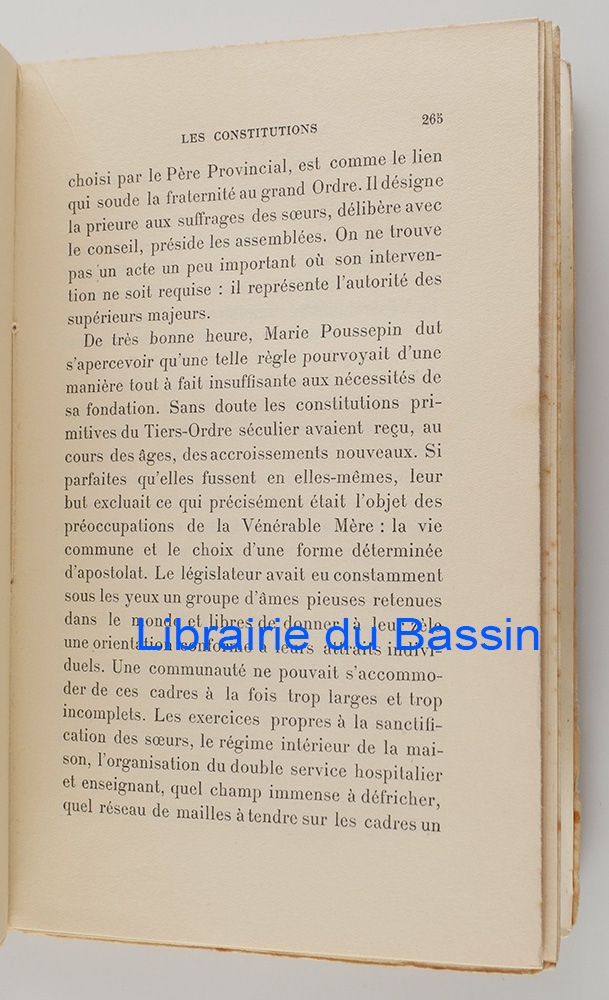 LES CONSTITUTIONS 265
choisi par le Père Provincial, est comme le lien
qui soude la fraternité au grand Ordre. Il désigne
la prieure aux suffrages des sœurs, délibère avec
le conseil, préside les assemblées. On ne trouve
pas un acte un peu important où son interven-
tion ne soit requise : il représente l'autorité des
supérieurs majeurs.
De très bonne heure, Marie Poussepin dut
s'apercevoir qu'une telle règle pourvoyait d'une
manière tout à fait insuffisante aux nécessités de
sa fondation. Sans doute les constitutions pri-
mitives du Tiers-Ordre séculier avaient reçu, au
cours des âges, des accroissements nouveaux. Si
parfaites qu'elles fussent en elles-mêmes, leur
but excluait ce qui précisément était l'objet des
préoccupations de la Vénérable Mère : la vie
commune et le choix d'une forme déterminée
d'apostolat. Le législateur avait eu constamment
sous les yeux un groupe d'âmes pieuses retenues
dans le monde et libres de donner à leur zèle
Librairie du Bassin
une orientation conforme à leurs attraits indivi-
duels. Une communauté ne pouvait s'accommo-
der de ces cadres à la fois trop larges et trop
incomplets. Les exercices propres à la sanctifi-
cation des sœurs, le régime intérieur de la mai-
son, l'organisation du double service hospitalier
et enseignant, quel champ immense à défricher,
quel réseau de mailles à tendre sur les cadres un